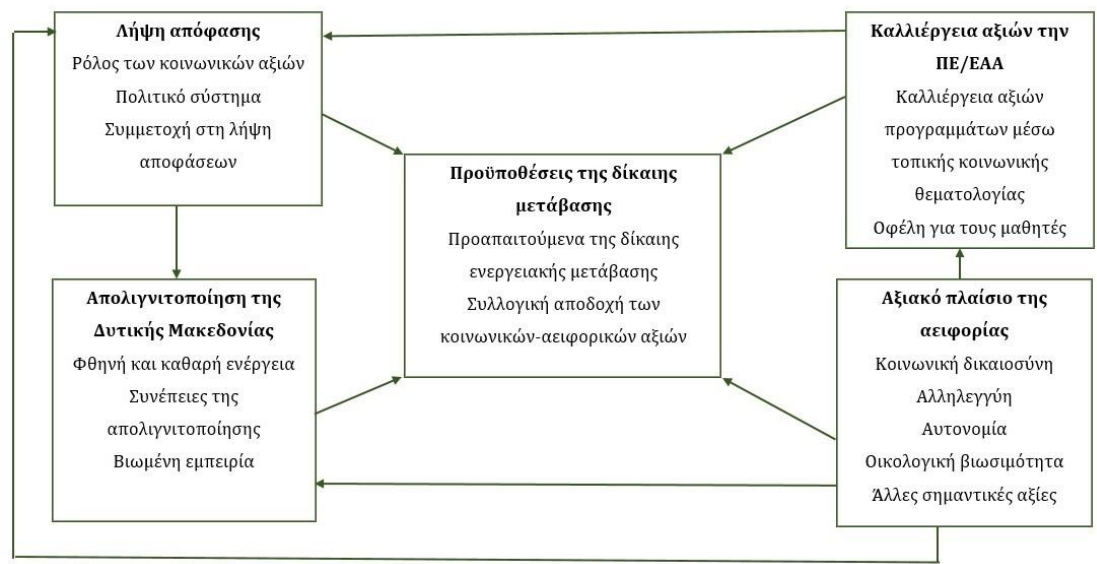 Λήψη απόφασης
Ρόλος των κοινωνικών αξιών
Πολιτικό σύστημα
Συμμετοχή στη λήψη
αποφάσεων
Καλλιέργεια αξιών την
ΠΕ/ΕΑΑ
Καλλιέργεια αξιών
προγραμμάτων μέσω
τοπικής κοινωνικής
θεματολογίας
Οφέλη για τους μαθητές
Προϋποθέσεις της δίκαιης
μετάβασης
Προαπαιτούμενα της δίκαιης
ενεργειακής μετάβασης
Συλλογική αποδοχή των
κοινωνικών-αειφορικών αξιών
Απολιγνιτοποίηση της
Δυτικής Μακεδονίας
Φθηνή και καθαρή ενέργεια
Συνέπειες της
απολιγνιτοποίησης
Βιωμένη εμπειρία
Αξιακό πλαίσιο της
αειφορίας
Κοινωνική δικαιοσύνη
Αλληλεγγύη
Αυτονομία
Οικολογική βιωσιμότητα
Άλλες σημαντικές αξίες